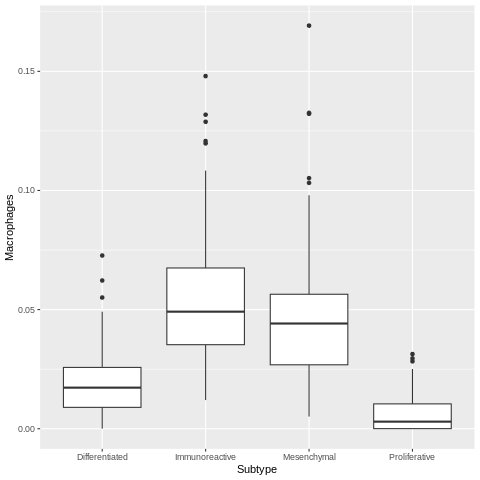 Macrophages
0.15
0.10
0.05
0.00
Differentiated Immunoreactive Mesenchymal Proliferative
Subtype